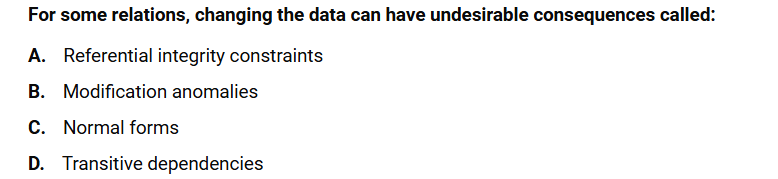 For some relations, changing the data can have undesirable consequences called:
A. Referential integrity constraints
B. Modification anomalies
C. Normal forms
D. Transitive dependencies